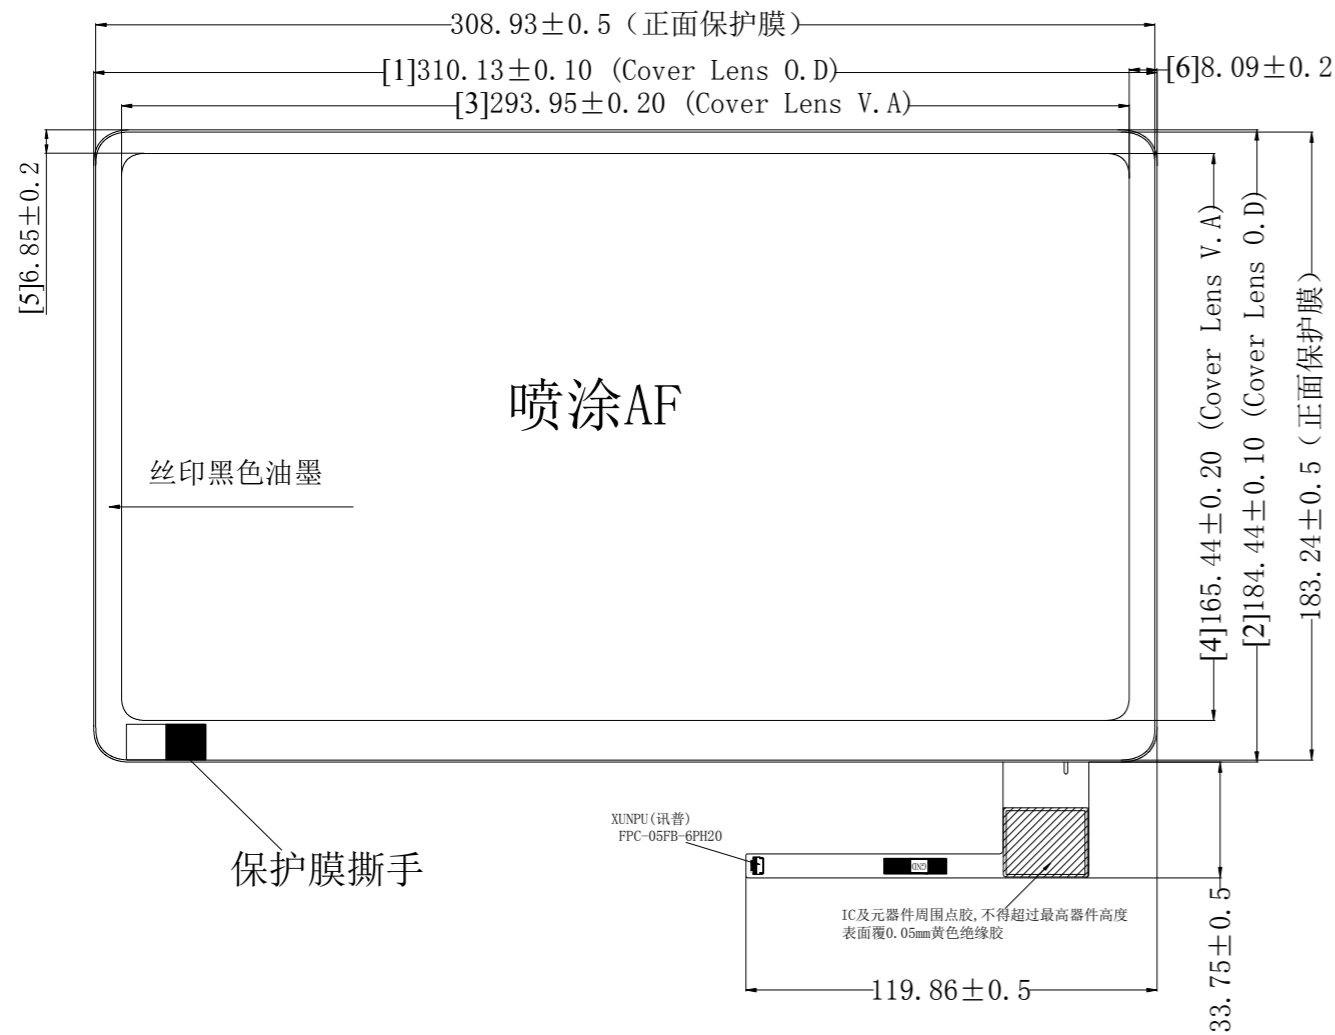 308.93±0.5（正面保护膜）
[1]310.13±0.10 (Cover Lens O.D)
[6]8.09±0.2
[3]293.95±0.20 (Cover Lens V.A)
[5]6.85±0.2
[4]165.44±0.20 (Cover Lens V.A)
[2]184.44±0.10 (Cover Lens O.D)
183.24±0.5（正面保护膜）
喷涂AF
丝印黑色油墨
保护膜撕手
XUNPU(讯普)
FPC-05FB-6PH20
GND
IC及元器件周围点胶,不得超过最高器件高度
表面覆0.05mm黄色绝缘胶
119.86±0.5
33.75±0.5